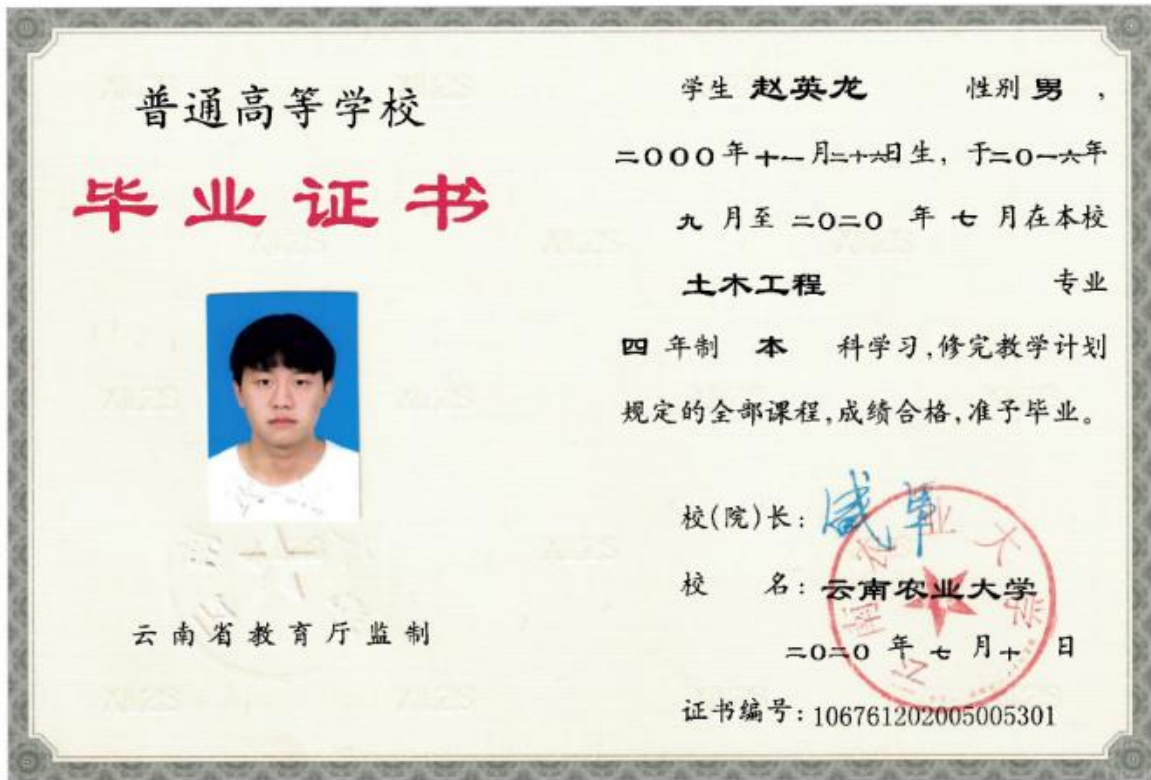 普通高等学校
毕业证书
云南省教育厅监制
学生 赵英龙 性别 男 ，
二〇〇〇年十一月二十六日生，于二〇一六年
九 月至 二〇二〇 年 七 月在本校
土木工程 专业
四 年制 本 科学习，修完教学计划
规定的全部课程，成绩合格，准予毕业。
校(院)长：
校 名：云南农业大学
云南农业大学
二〇二〇 年 七 月 十 日
证书编号：106761202005005301